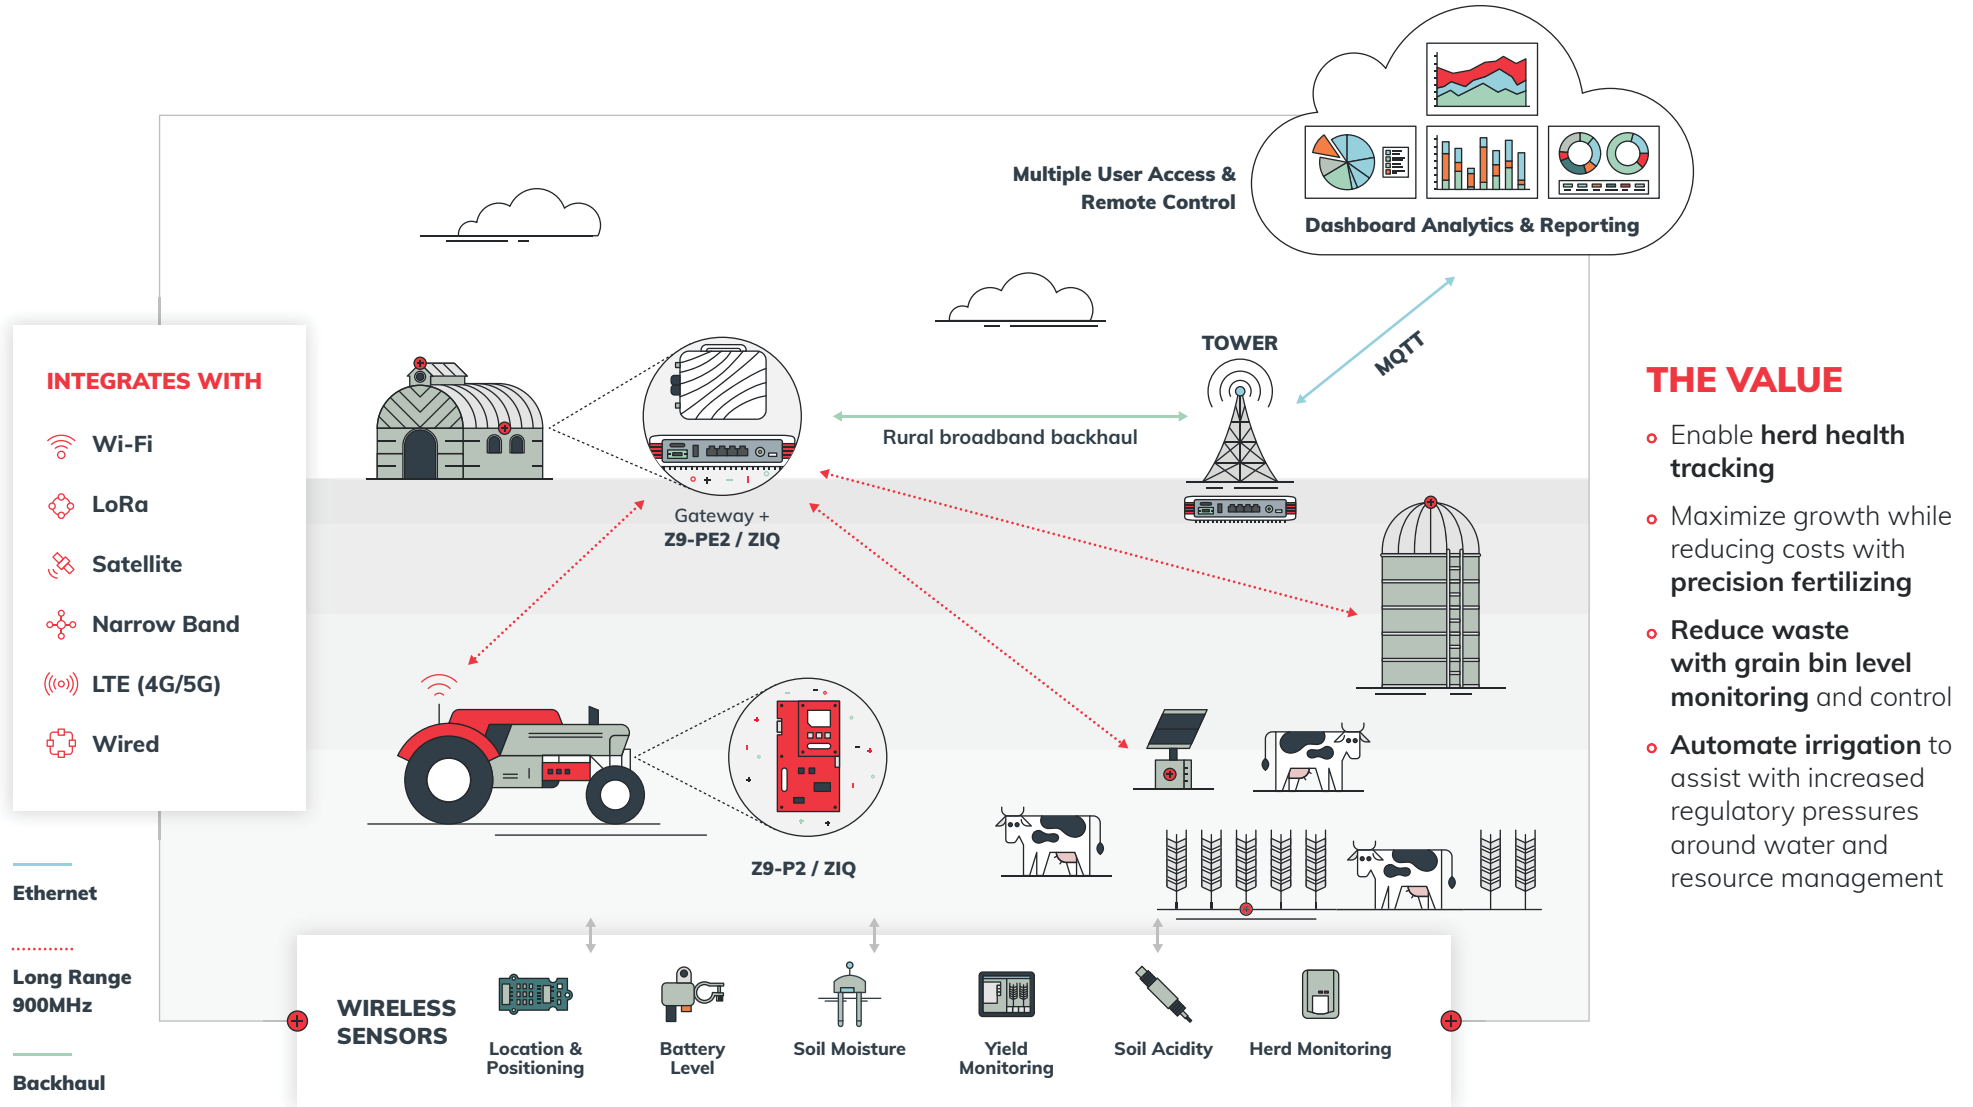 Multiple User Access &
Remote Control
Dashboard Analytics & Reporting
INTEGRATES WITH
Wi-Fi
LoRa
Satellite
Narrow Band
LTE (4G/5G)
Wired
Ethernet
Long Range
900MHz
Backhaul
TOWER
MQTT
Rural broadband backhaul
Gateway +
Z9-PE2 / ZIQ
Z9-P2 / ZIQ
WIRELESS
SENSORS
Location &
Positioning
Battery
Level
Soil Moisture
Yield
Monitoring
Soil Acidity
Herd Monitoring
THE VALUE
Enable herd health
tracking
Maximize growth while
reducing costs with
precision fertilizing
Reduce waste
with grain bin level
monitoring and control
Automate irrigation to
assist with increased
regulatory pressures
around water and
resource management